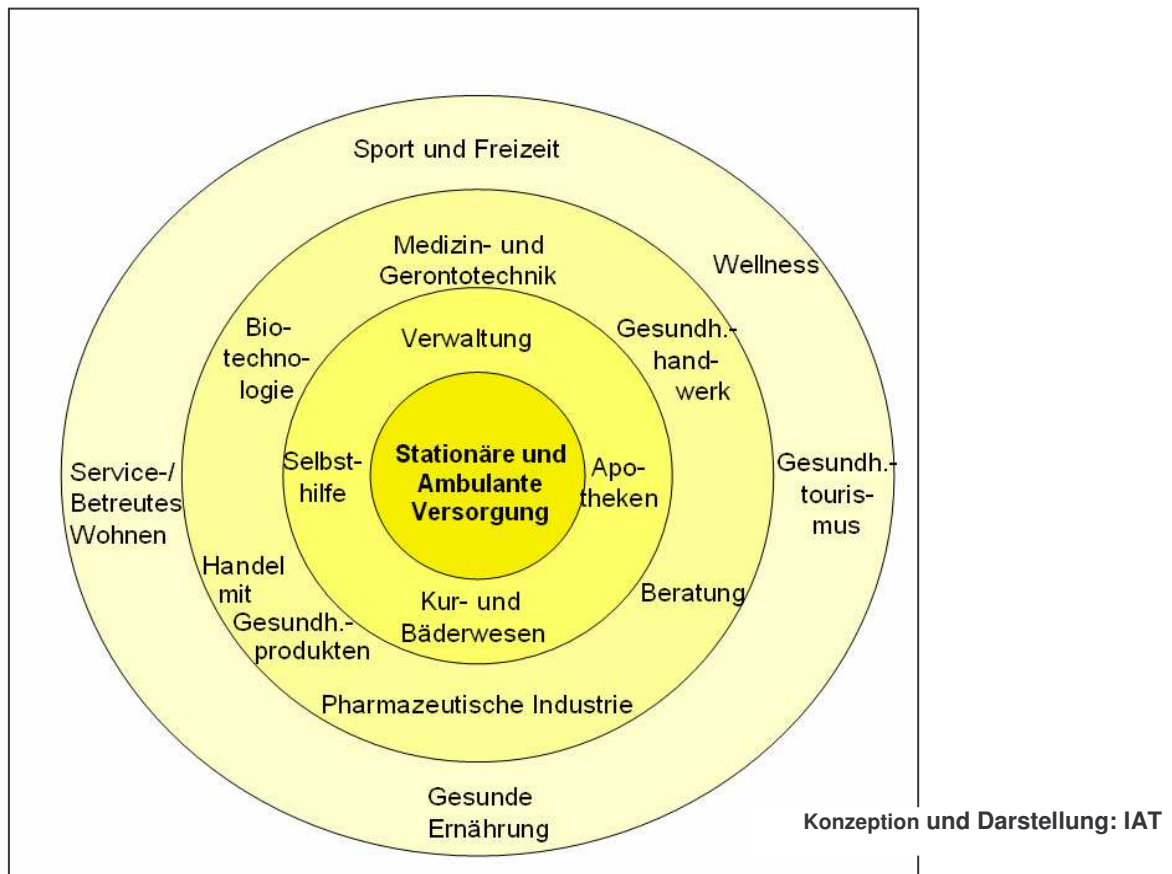 Sport und Freizeit
Wellness
Medizin- und
Gerontotechnik
Bio-
technno-
logie
Gesundh.-
hand-
werk
Verwaltung
Selbst-
hilfe
Stationäre und
Ambulante
Versorgung
Apo-
theken
Service-/
Betreutes
Wohnen
Gesundh.-
touris-
mus
Handel
mit
Gesundh.-
produkten
Kur- und
Bäderwesen
Beratung
Pharmazeutische Industrie
Gesunde
Ernährung
Konzeption und Darstellung: IAT